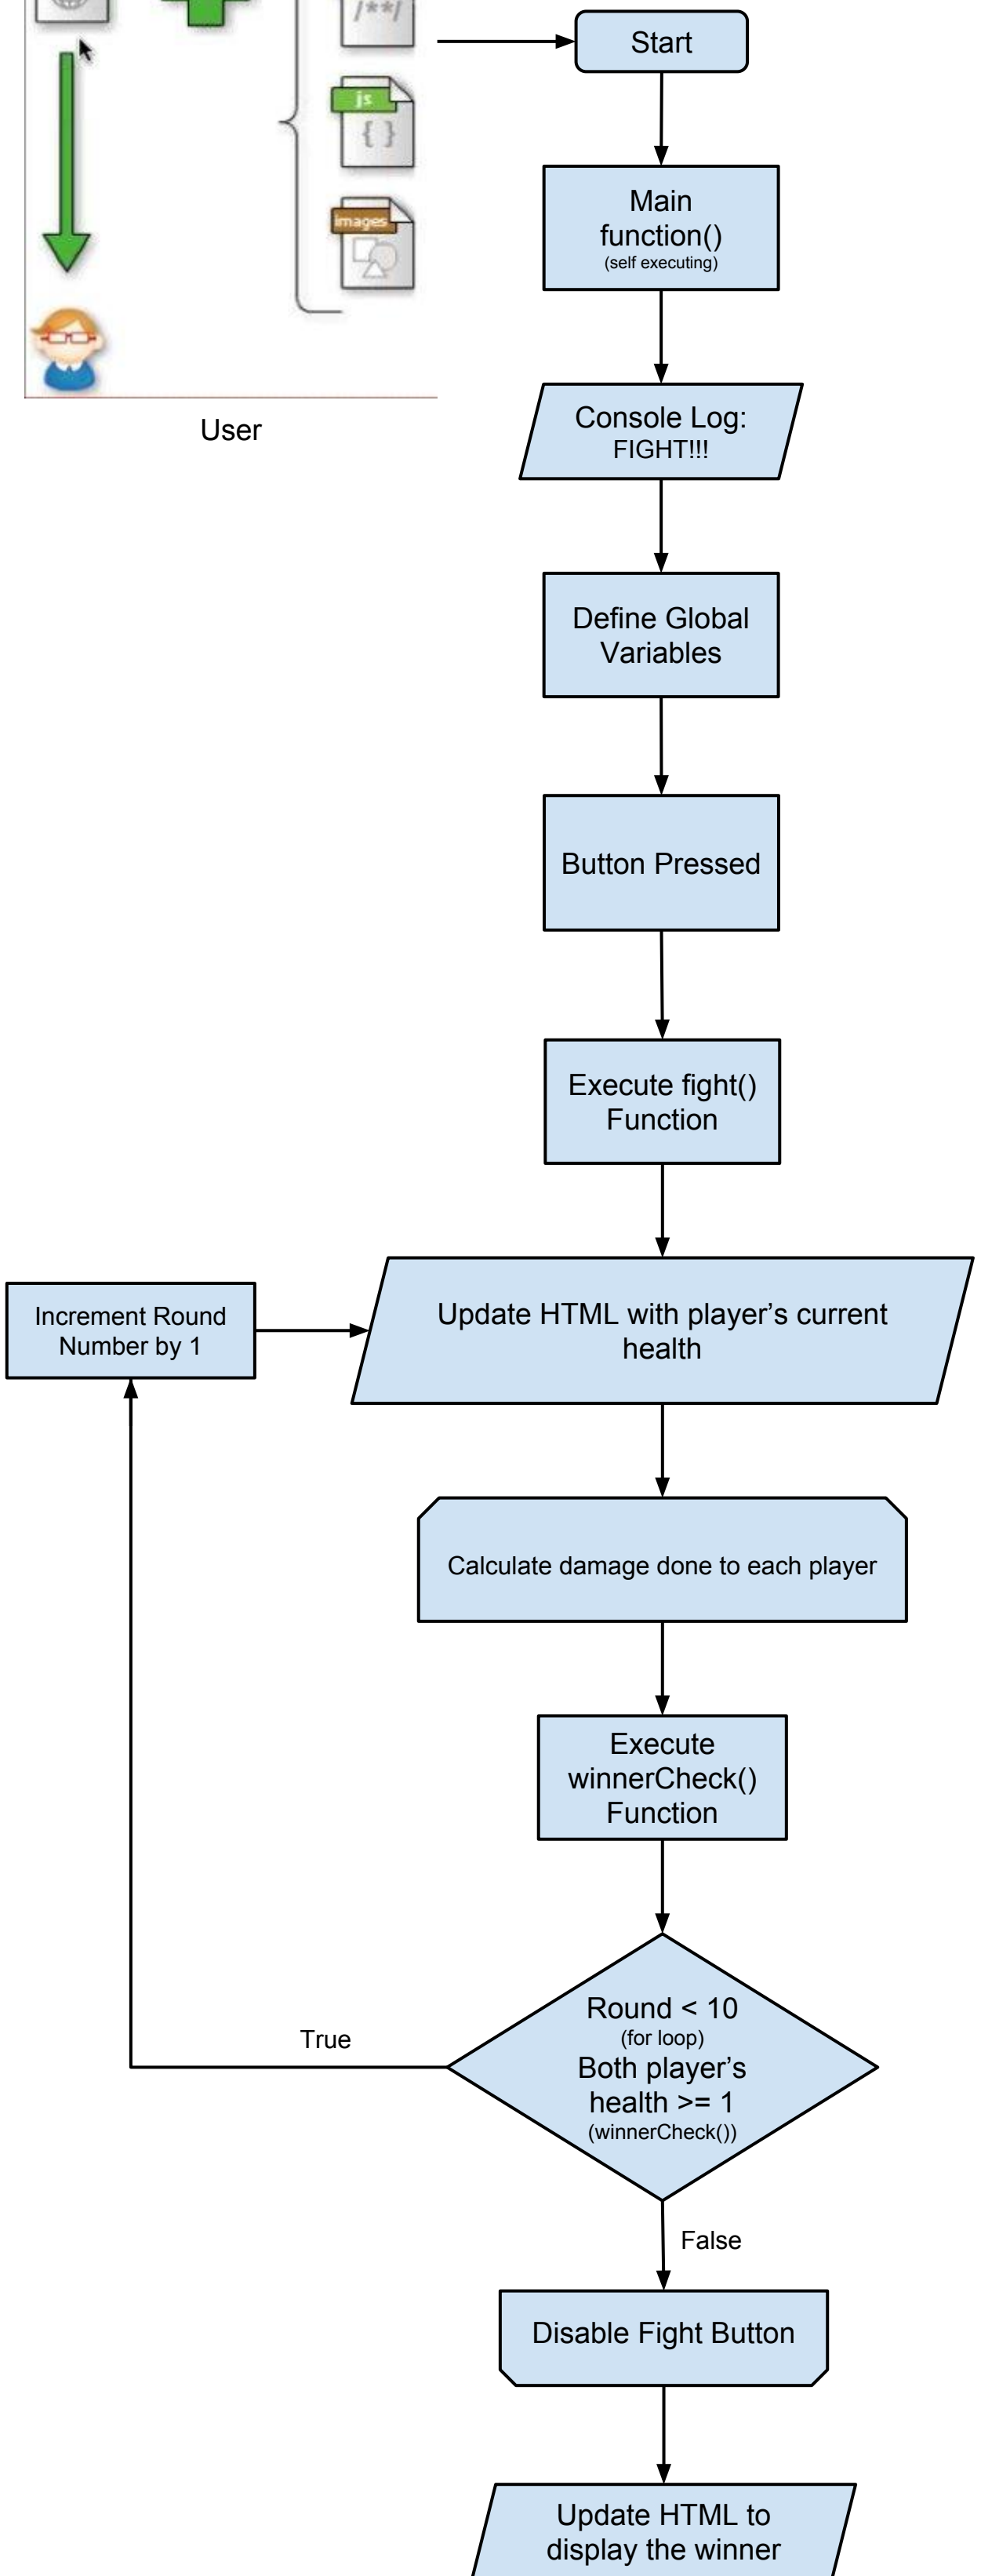 /**/
js
{ }
images
User
Start
Main
function()
(self executing)
Console Log:
FIGHT!!!
Define Global
Variables
Button Pressed
Execute fight()
Function
Increment Round
Number by 1
Update HTML with player’s current
health
Calculate damage done to each player
Execute
winnerCheck()
Function
Round < 10
(for loop)
Both player’s
health >= 1
(winnerCheck())
True
False
Disable Fight Button
Update HTML to
display the winner